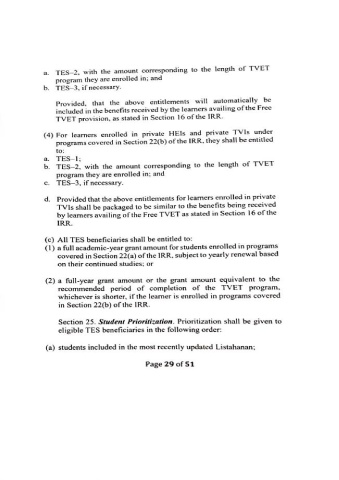 a. TES–2, with the amount corresponding to the length of TVET
program they are enrolled in; and
b. TES–3, if necessary.
Provided, that the above entitlements will automatically be
included in the benefits received by the learners availing of the Free
TVET provision, as stated in Section 16 of the IRR.
(4) For learners enrolled in private HEIs and private TVIs under
programs covered in Section 22(b) of the IRR, they shall be entitled
to:
a. TES–1;
b. TES–2, with the amount corresponding to the length of TVET
program they are enrolled in; and
c. TES–3, if necessary.
d. Provided that the above entitlements for learners enrolled in private
TVIs shall be packaged to be similar to the benefits being received
by learners availing of the Free TVET as stated in Section 16 of the
IRR.
(c) All TES beneficiaries shall be entitled to:
(1) a full academic-year grant amount for students enrolled in programs
covered in Section 22(a) of the IRR, subject to yearly renewal based
on their continued studies; or
(2) a full-year grant amount or the grant amount equivalent to the
recommended period of completion of the TVET program,
whichever is shorter, if the learner is enrolled in programs covered
in Section 22(b) of the IRR.
Section 25. Student Prioritization. Prioritization shall be given to
eligible TES beneficiaries in the following order:
(a) students included in the most recently updated Listahanan;
Page 29 of 51